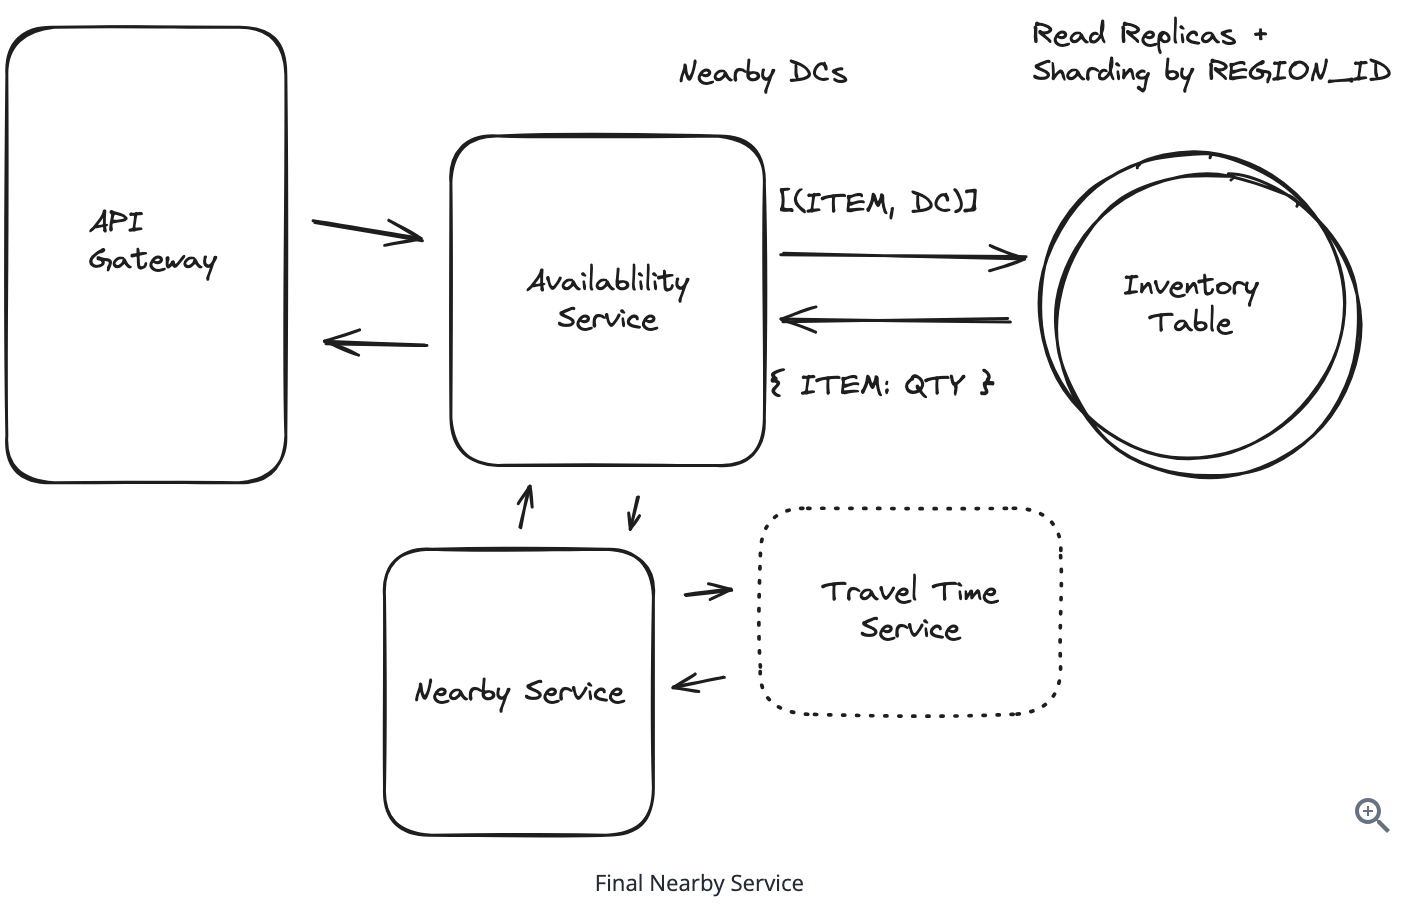 Read Replicas +
Sharding by REGION_ID
Nearby DCs
API
Gateway
Availablility
Service
[(ITEM, DC)]
{ ITEM: QTY }
Inventory
Table
Nearby Service
Travel Time
Service
Final Nearby Service